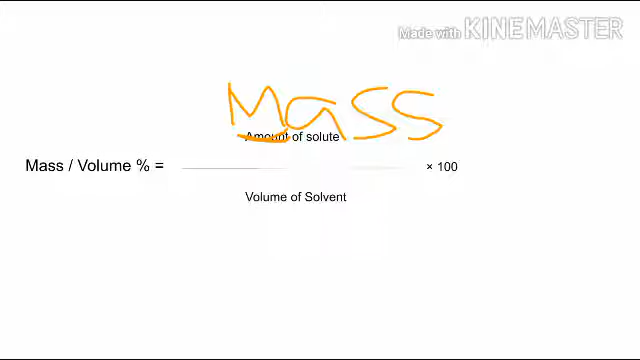 Made with KINEMASTER
Mass
Amount of solute
Mass / Volume % =
× 100
Volume of Solvent